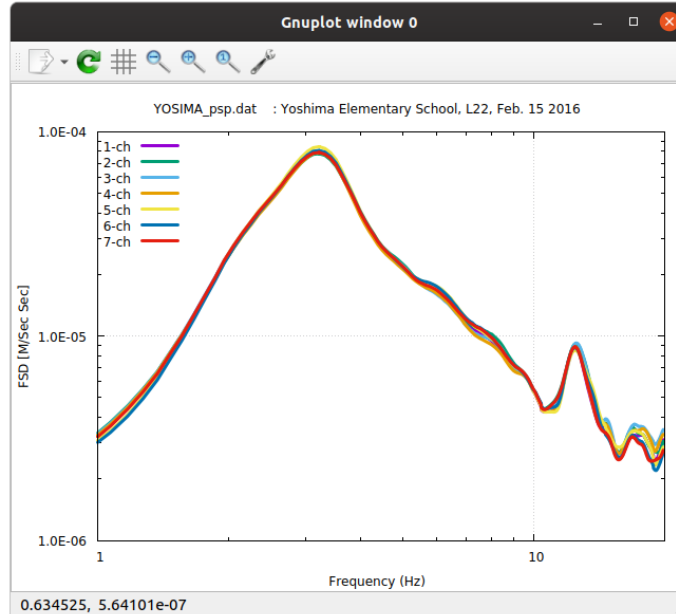 Gnuplot window 0
YOSIMA_psp.dat : Yoshima Elementary School, L22, Feb. 15 2016
1.0E-04
1-ch
2-ch
3-ch
4-ch
5-ch
6-ch
7-ch
FSD [M/Sec Sec]
1.0E-05
1.0E-06
1
10
Frequency (Hz)
0.634525, 5.64101e-07